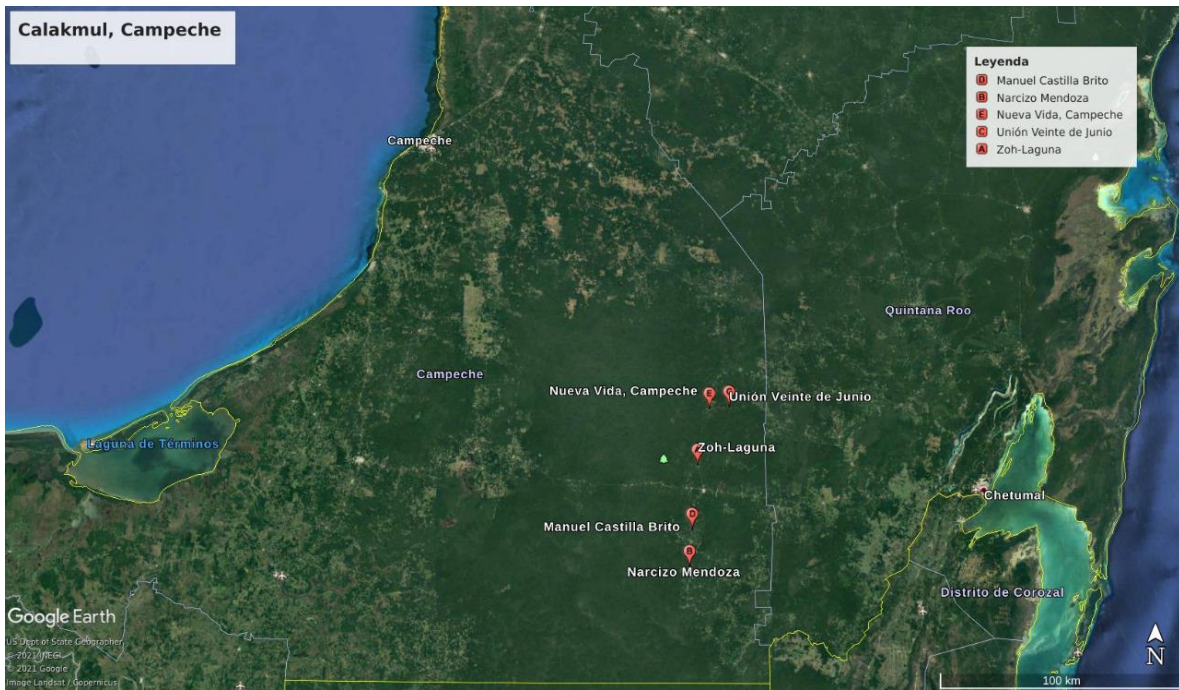 Calakmul, Campeche
Leyenda
D Manuel Castilla Brito
B Narcizo Mendoza
E Nueva Vida, Campeche
C Unión Veinte de Junio
A Zoh-Laguna
Campeche
Quintana Roo
Campeche
Nueva Vida, Campeche
E
C
Unión Veinte de Junio
Zoh-Laguna
Laguna de Términos
Chetumal
D
Manuel Castilla Brito
B
Narcizo Mendoza
Distrito de Corozal
Google Earth
US Dept of State Geographer
© 2021 INEGI
© 2021 Google
Image Landsat / Copernicus
N
100 km